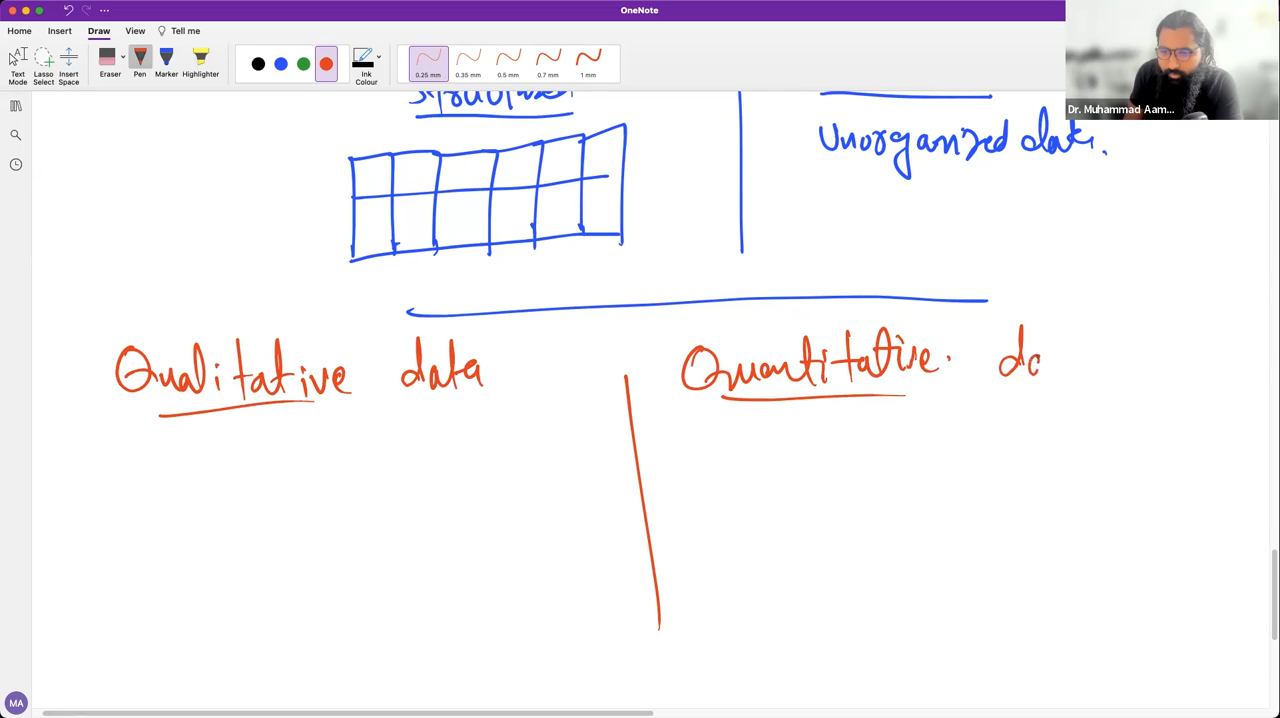 OneNote
Home Insert Draw View Tell me
Text Mode
Lasso Select
Insert Space
Eraser
Pen
Marker
Highlighter
Ink Colour
0.25 mm
0.35 mm
0.5 mm
0.7 mm
1 mm
Dr. Muhammad Aam...
Unorganized data.
Qualitative data
Quantitative. da
MA